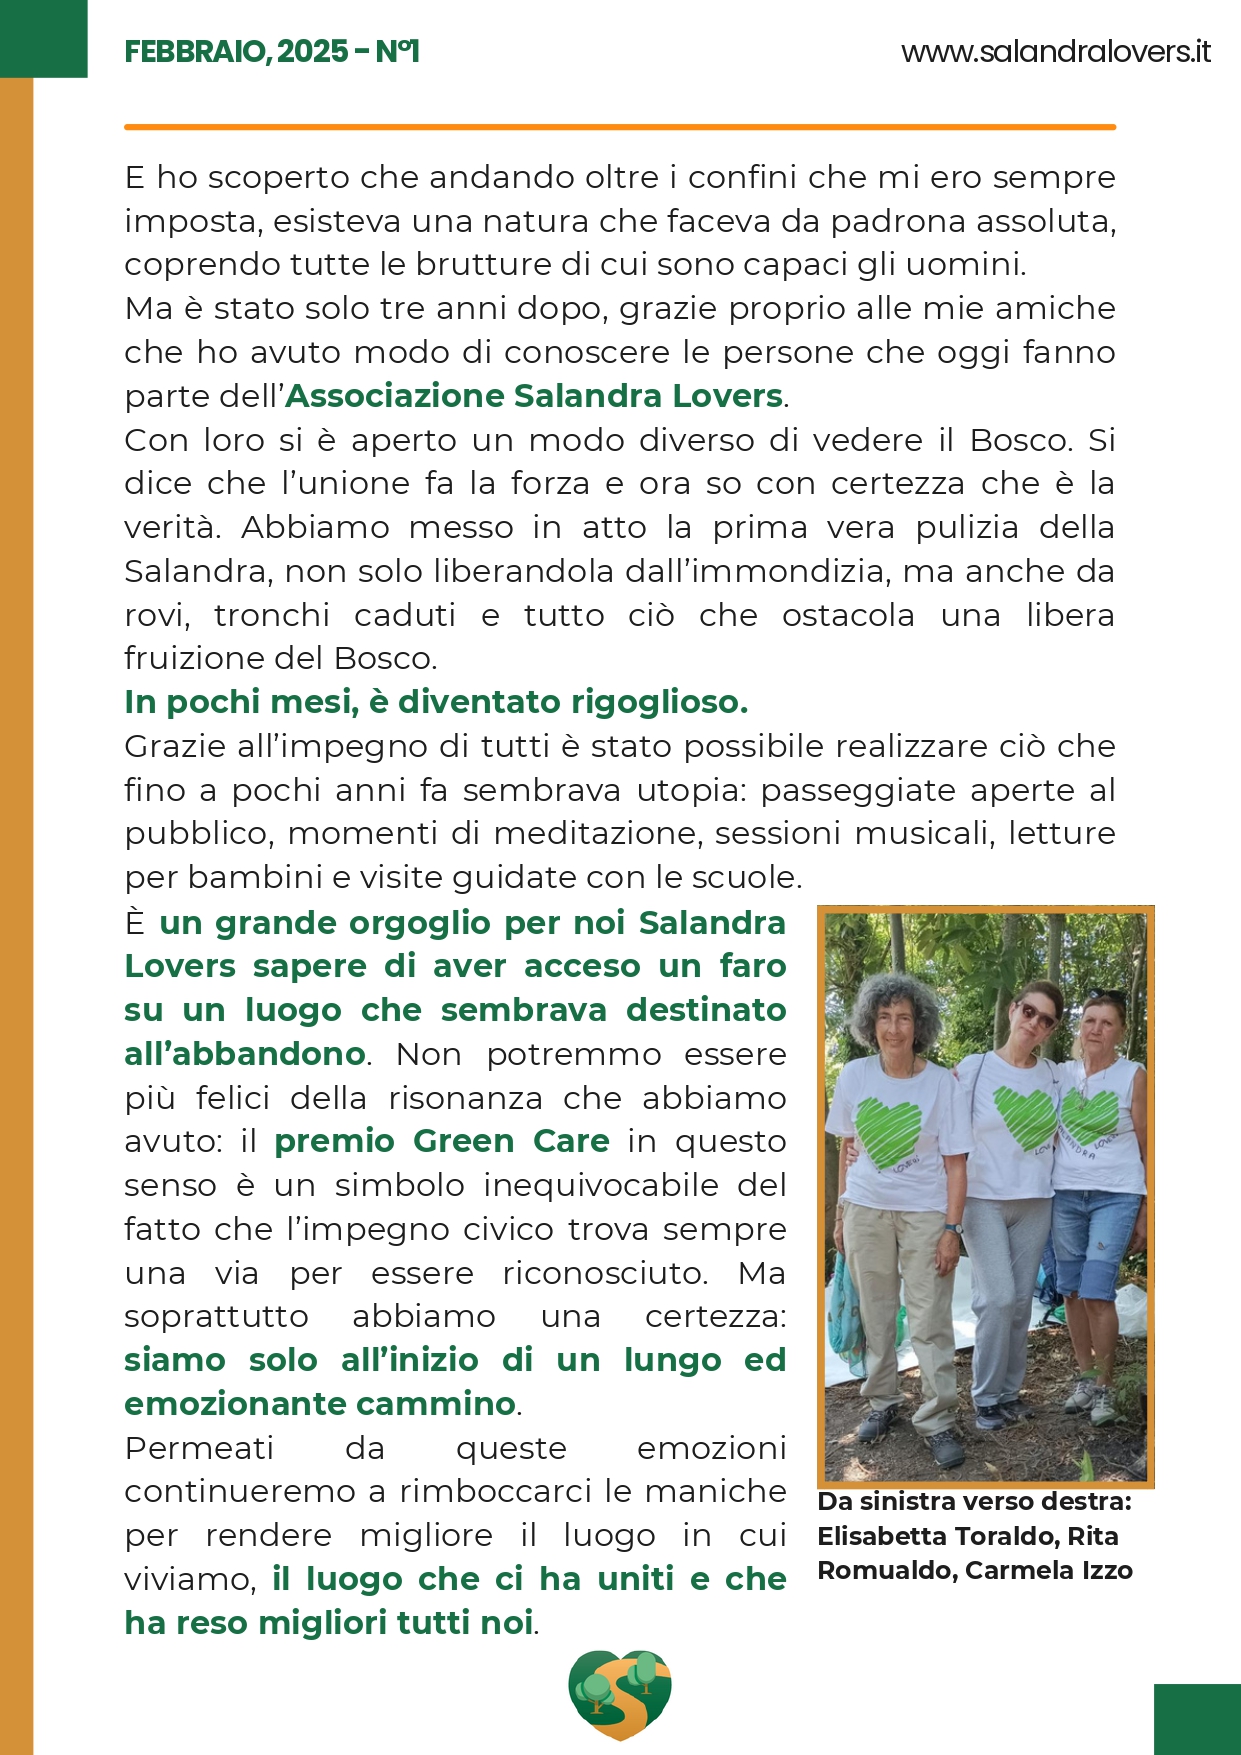 FEBBRAIO, 2025 – N°1
www.salandralovers.it
E ho scoperto che andando oltre i confini che mi ero sempre
imposta, esisteva una natura che faceva da padrona assoluta,
coprendo tutte le brutture di cui sono capaci gli uomini.
Ma è stato solo tre anni dopo, grazie proprio alle mie amiche
che ho avuto modo di conoscere le persone che oggi fanno
parte dell’Associazione Salandra Lovers.
Con loro si è aperto un modo diverso di vedere il Bosco. Si
dice che l’unione fa la forza e ora so con certezza che è la
verità. Abbiamo messo in atto la prima vera pulizia della
Salandra, non solo liberandola dall’immondizia, ma anche da
rovi, tronchi caduti e tutto ciò che ostacola una libera
fruizione del Bosco.
In pochi mesi, è diventato rigoglioso.
Grazie all’impegno di tutti è stato possibile realizzare ciò che
fino a pochi anni fa sembrava utopia: passeggiate aperte al
pubblico, momenti di meditazione, sessioni musicali, letture
per bambini e visite guidate con le scuole.
È un grande orgoglio per noi Salandra
Lovers sapere di aver acceso un faro
su un luogo che sembrava destinato
all’abbandono. Non potremmo essere
più felici della risonanza che abbiamo
avuto: il premio Green Care in questo
senso è un simbolo inequivocabile del
fatto che l’impegno civico trova sempre
una via per essere riconosciuto. Ma
soprattutto abbiamo una certezza:
siamo solo all’inizio di un lungo ed
emozionante cammino.
Permeati da queste emozioni
continueremo a rimboccarci le maniche
per rendere migliore il luogo in cui
viviamo, il luogo che ci ha uniti e che
ha reso migliori tutti noi.
Da sinistra verso destra:
Elisabetta Toraldo, Rita
Romualdo, Carmela Izzo